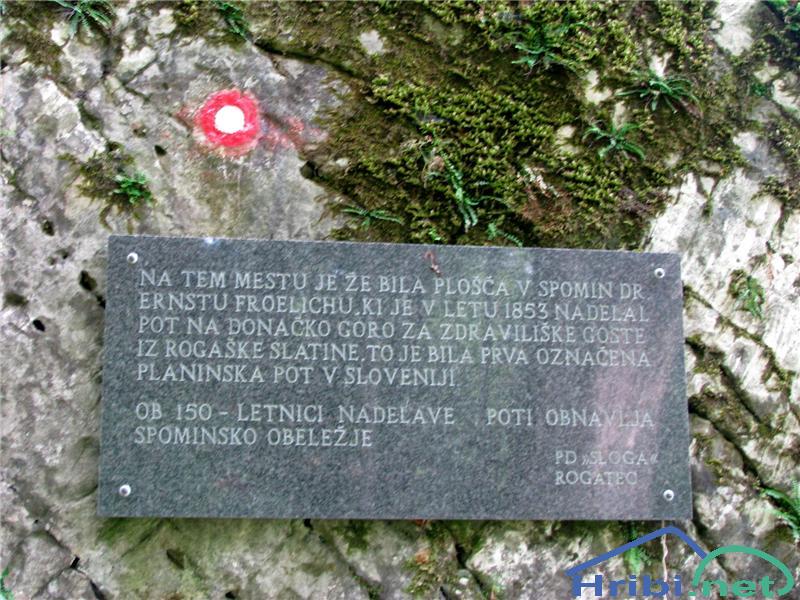 NA TEM MESTU JE ŽE BILA PLOŠČA V SPOMIN DR
ERNSTU FROELICHU, KI JE V LETU 1853 NADELAL
POT NA DONAČKO GORO ZA ZDRAVILIŠKE GOSTE
IZ ROGAŠKE SLATINE. TO JE BILA PRVA OZNAČENA
PLANINSKA POT V SLOVENIJI.
OB 150 - LETNICI NADELAVE POTI OBNAVLJA
SPOMINSKO OBELEŽJE
PD »SLOGA«
ROGATEC
Hribi.net